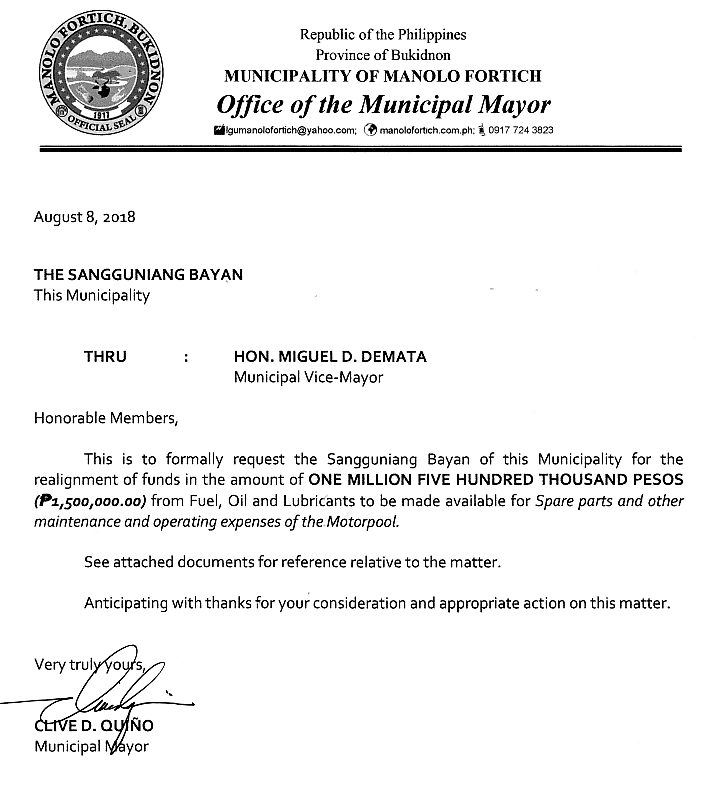 MANOLO FORTICH, BUKIDNON
1917
OFFICIAL SEAL
Republic of the Philippines
Province of Bukidnon
MUNICIPALITY OF MANOLO FORTICH
Office of the Municipal Mayor
lgumanolofortich@yahoo.com; manolofortich.com.ph; 0917 724 3823
August 8, 2018
THE SANGGUNIANG BAYAN
This Municipality
THRU : HON. MIGUEL D. DEMATA
Municipal Vice-Mayor
Honorable Members,
This is to formally request the Sangguniang Bayan of this Municipality for the
realignment of funds in the amount of ONE MILLION FIVE HUNDRED THOUSAND PESOS
(₱1,500,000.00) from Fuel, Oil and Lubricants to be made available for Spare parts and other
maintenance and operating expenses of the Motorpool.
See attached documents for reference relative to the matter.
Anticipating with thanks for your consideration and appropriate action on this matter.
Very truly yours,
CLIVE D. QUIÑO
Municipal Mayor